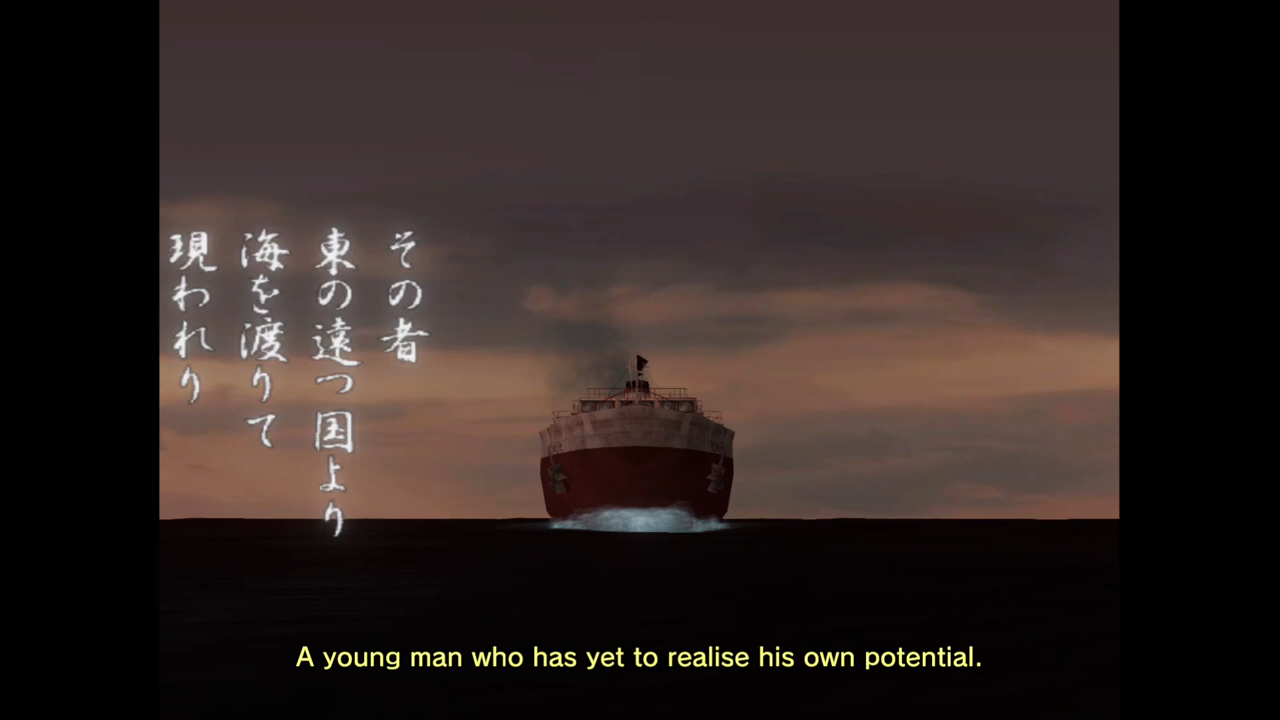 その者
東の遠つ国より
海を渡りて
現われり
A young man who has yet to realise his own potential.